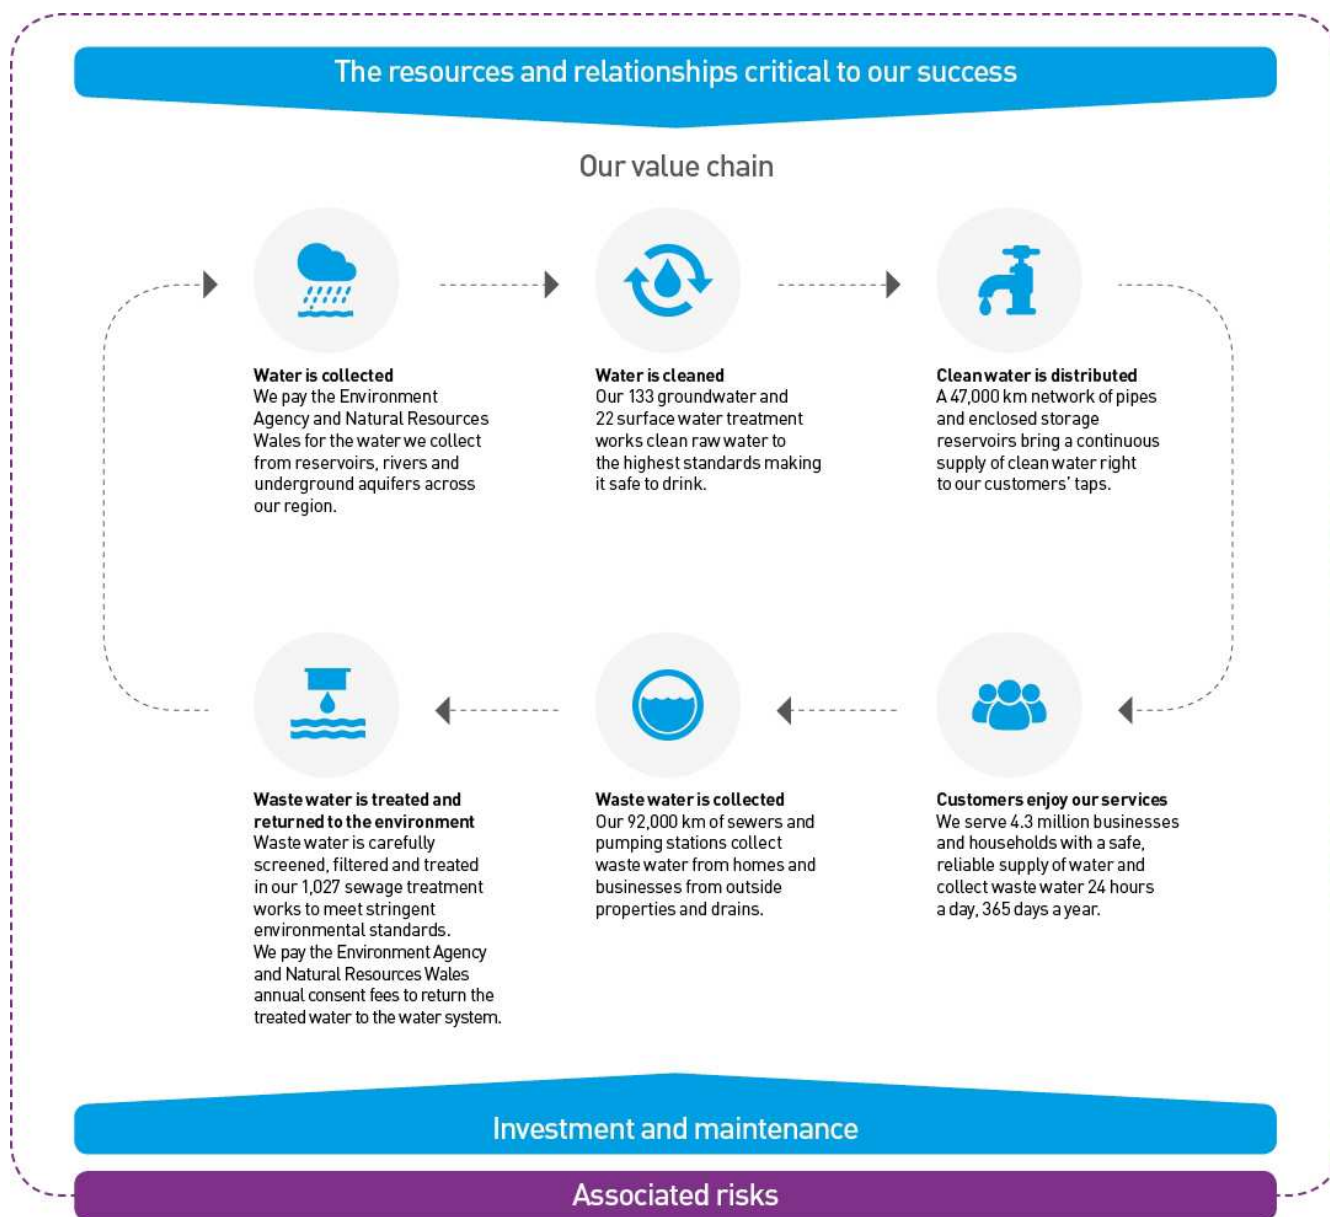 The resources and relationships critical to our success
Our value chain
Water is collected
We pay the Environment
Agency and Natural Resources
Wales for the water we collect
from reservoirs, rivers and
underground aquifers across
our region.
Water is cleaned
Our 133 groundwater and
22 surface water treatment
works clean raw water to
the highest standards making
it safe to drink.
Clean water is distributed
A 47,000 km network of pipes
and enclosed storage
reservoirs bring a continuous
supply of clean water right
to our customers’ taps.
Waste water is treated and
returned to the environment
Waste water is carefully
screened, filtered and treated
in our 1,027 sewage treatment
works to meet stringent
environmental standards.
We pay the Environment Agency
and Natural Resources Wales
annual consent fees to return the
treated water to the water system.
Waste water is collected
Our 92,000 km of sewers and
pumping stations collect
waste water from homes and
businesses from outside
properties and drains.
Customers enjoy our services
We serve 4.3 million businesses
and households with a safe,
reliable supply of water and
collect waste water 24 hours
a day, 365 days a year.
Investment and maintenance
Associated risks